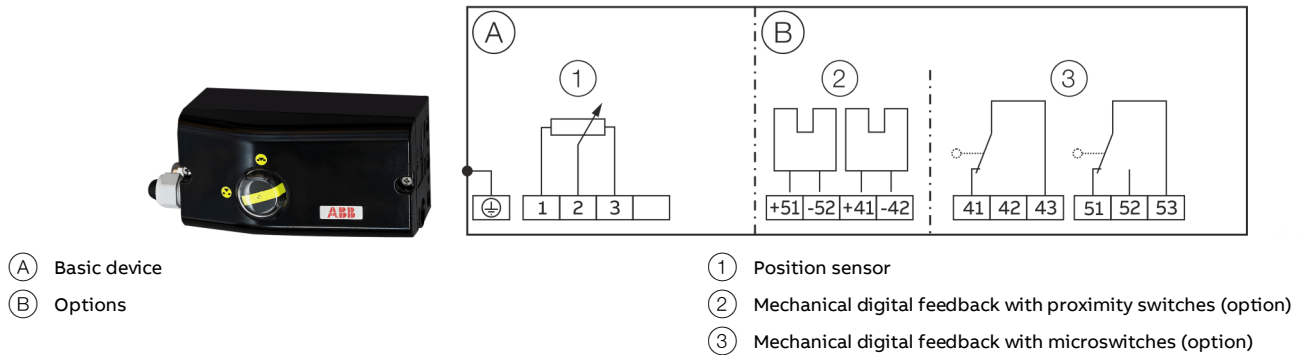 A
B
1
2
3
1 2 3
+51 -52 +41 -42
41 42 43
51 52 53
ABB
A Basic device
B Options
1 Position sensor
2 Mechanical digital feedback with proximity switches (option)
3 Mechanical digital feedback with microswitches (option)